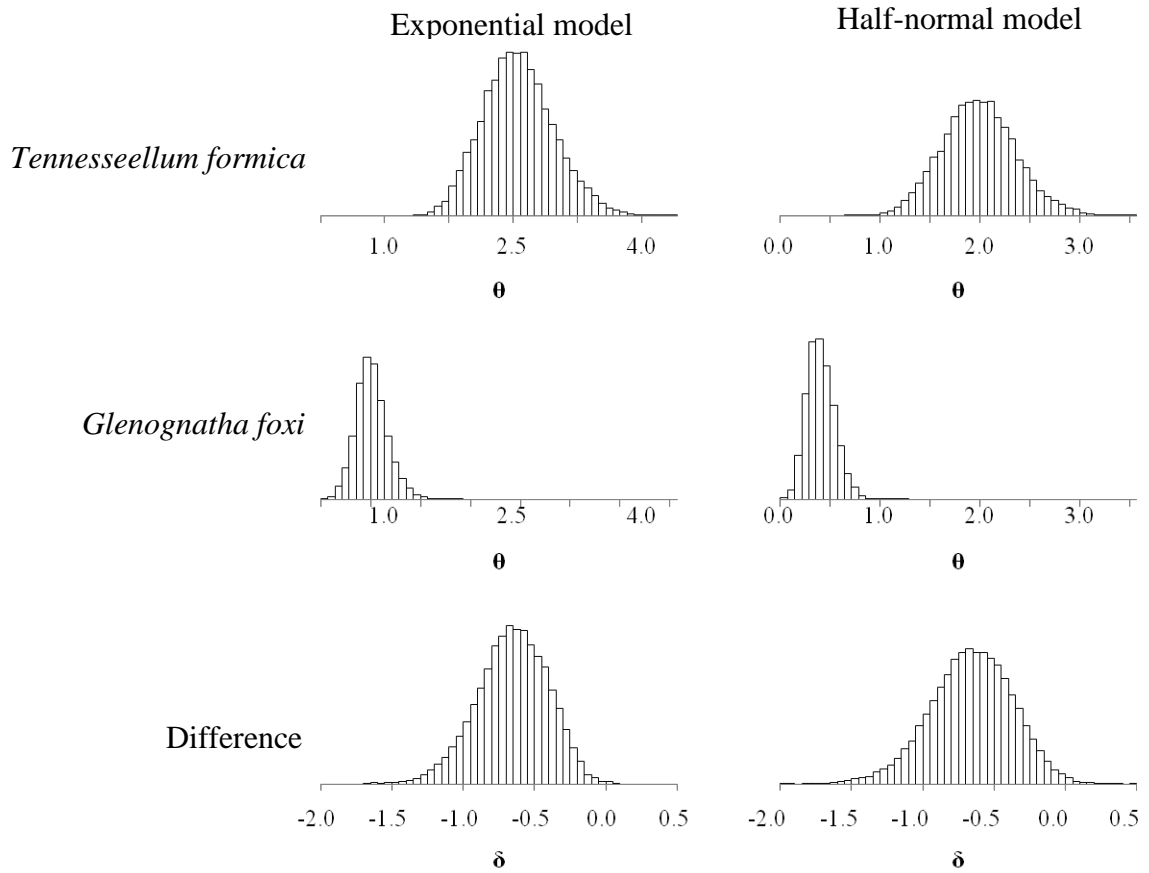 Exponential model
Half-normal model
Tennesseellum formica
1.0 2.5 4.0
θ
0.0 1.0 2.0 3.0
θ
Glenognatha foxi
1.0 2.5 4.0
θ
0.0 1.0 2.0 3.0
θ
Difference
-2.0 -1.5 -1.0 -0.5 0.0 0.5
δ
-2.0 -1.5 -1.0 -0.5 0.0 0.5
δ